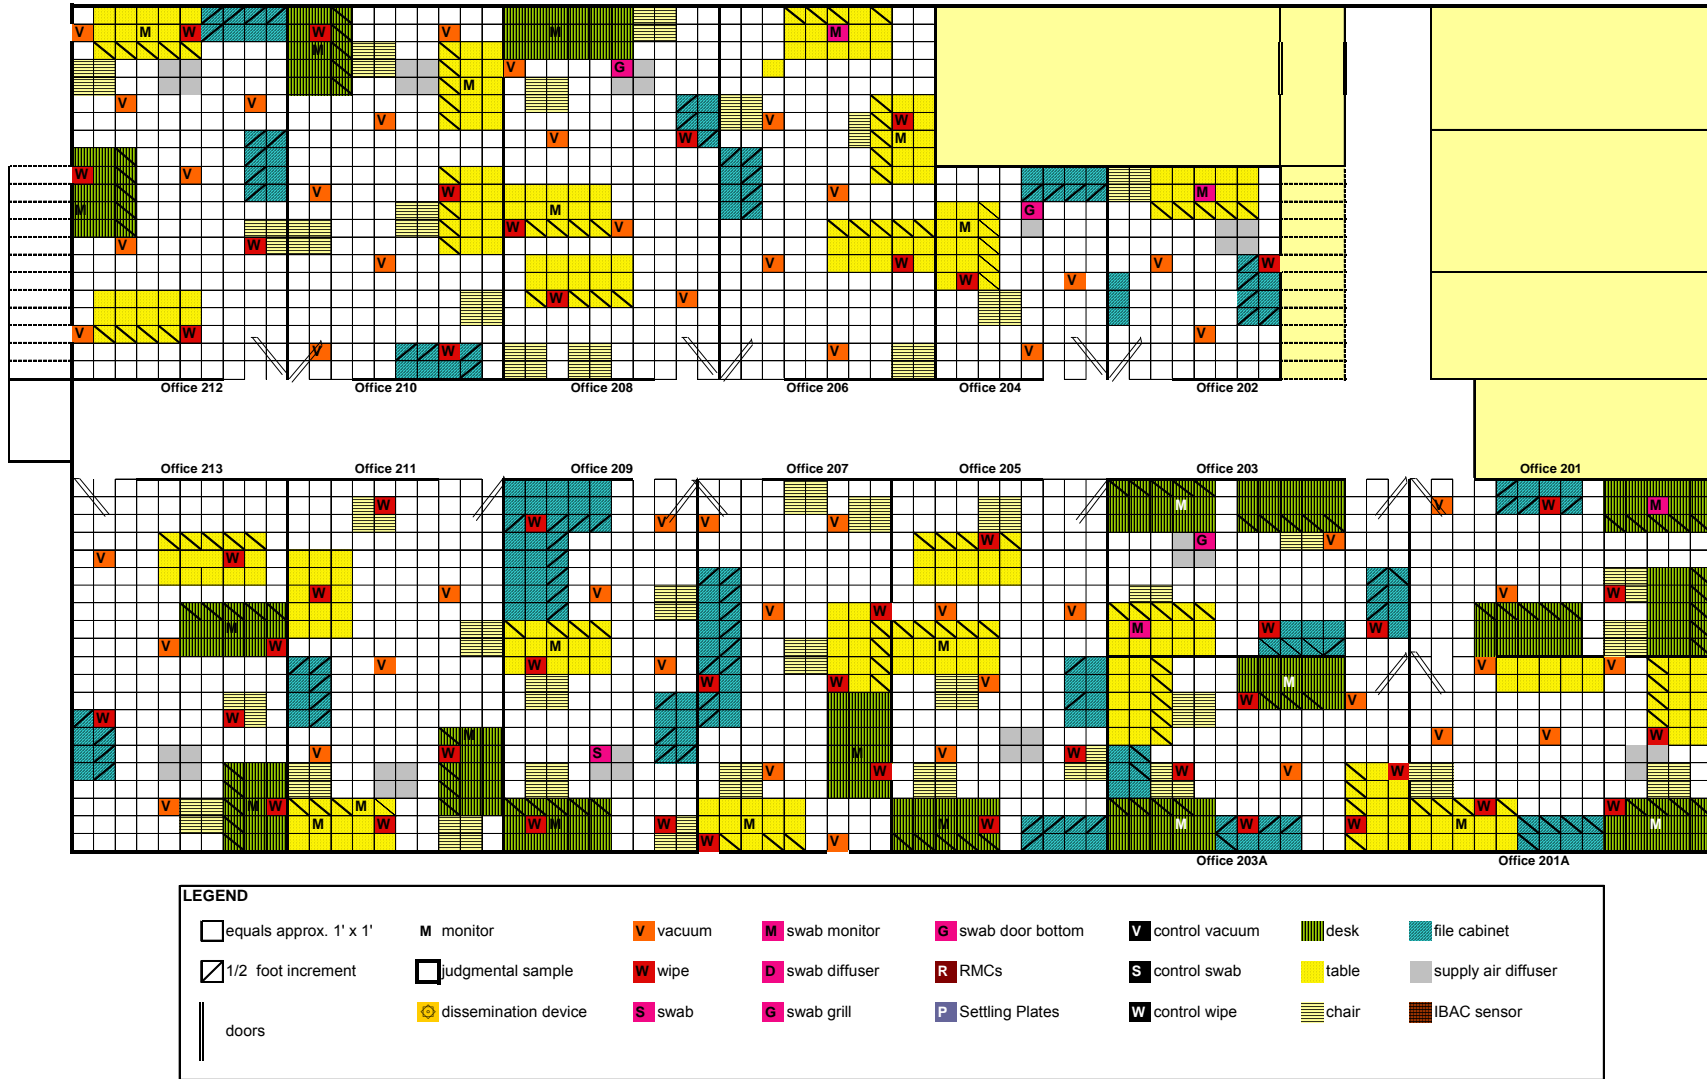 V M W W V M M
M
V G
M
V V
V V W
V W M
W V
V W V M
M M G
W V M
V W
V V W V W
W V
W V
V W V
V W V V
Office 212 Office 210 Office 208 Office 206 Office 204 Office 202
Office 213 Office 211 Office 209 Office 207 Office 205 Office 203 Office 201
W M V W M
W V V V
W G V
V W
W V V V W
V W V V
M M W W
V W M M
V W V V V
W W V M
W V
W W
M V V W
V W S M V W
V W W V W
V M W M W W
M W W M W M M W M W W M M
W V
Office 203A Office 201A
LEGEND
equals approx. 1' x 1' M monitor V vacuum M swab monitor G swab door bottom V control vacuum desk file cabinet
1/2 foot increment judgmental sample W wipe D swab diffuser R RMCs S control swab table supply air diffuser
dissemination device S swab G swab grill P Settling Plates W control wipe chair IBAC sensor
doors